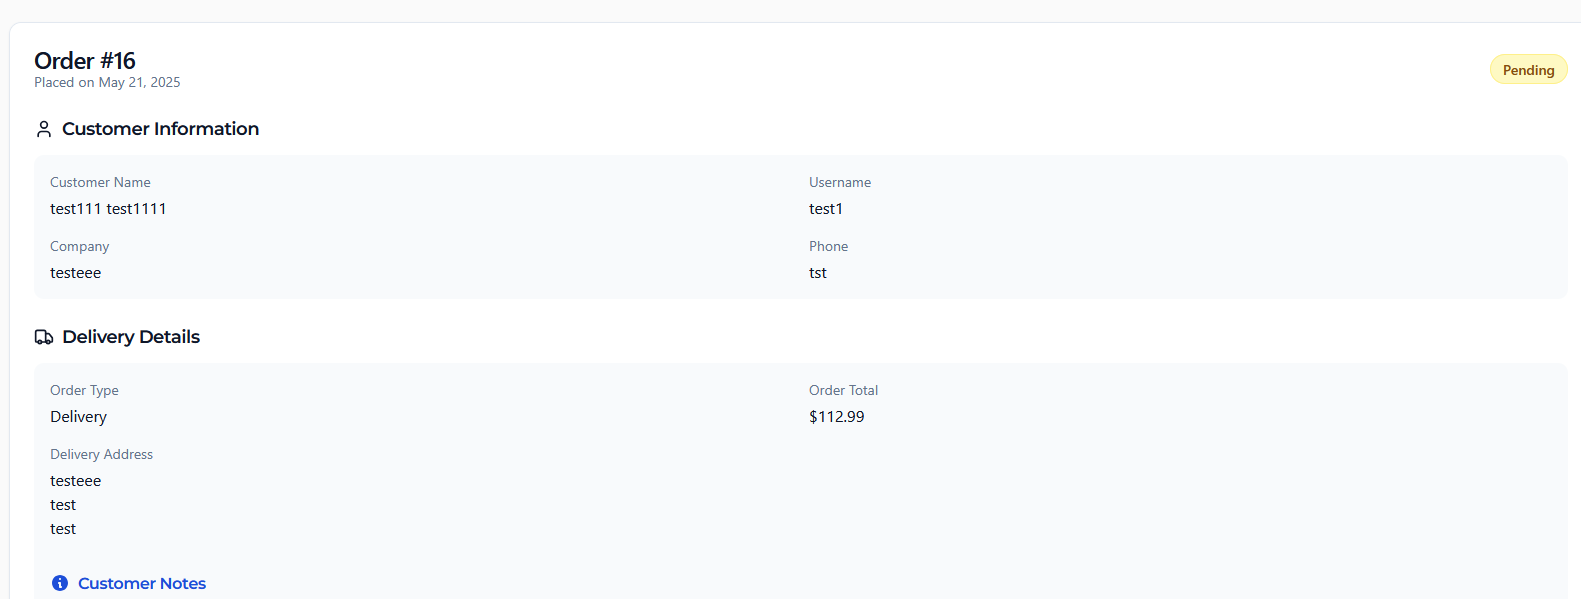 Order #16
Pending
Placed on May 21, 2025
Customer Information
Customer Name
Username
test111 test1111
test1
Company
Phone
testeee
tst
Delivery Details
Order Type
Order Total
Delivery
$112.99
Delivery Address
testeee
test
test
Customer Notes